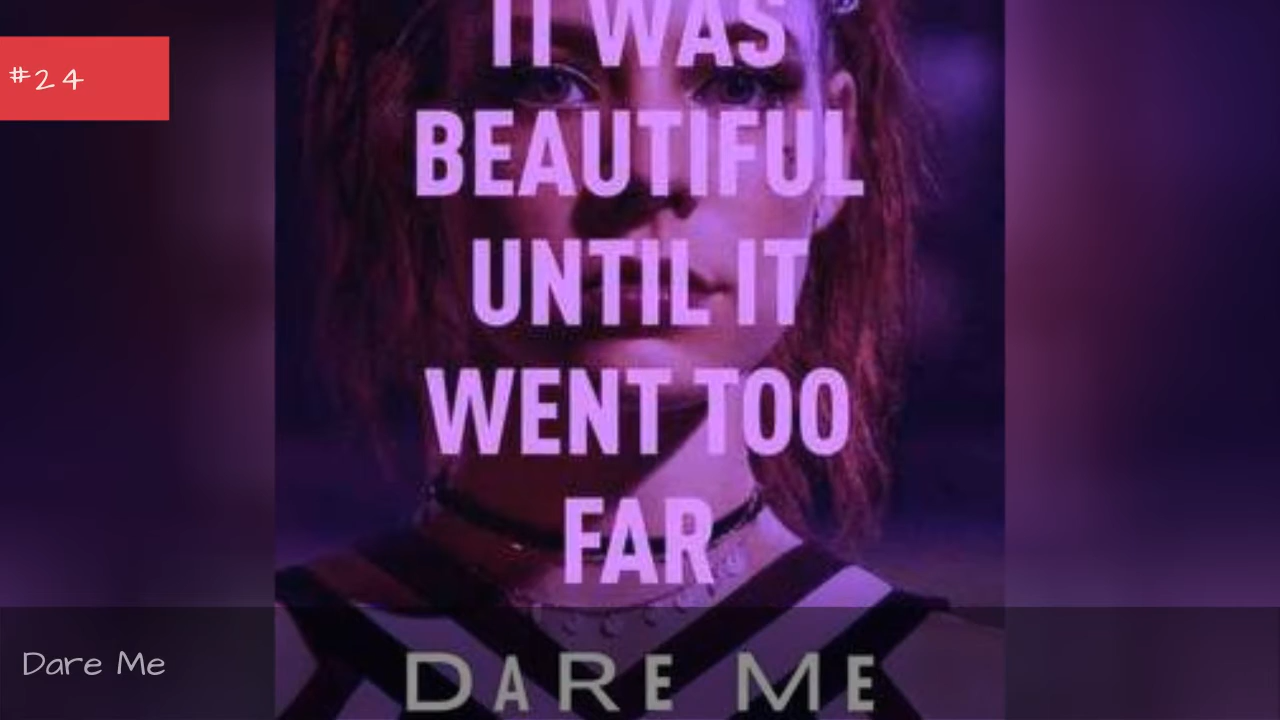 #24
IT WAS
BEAUTIFUL
UNTIL IT
WENT TOO
FAR
DARE ME
Dare Me